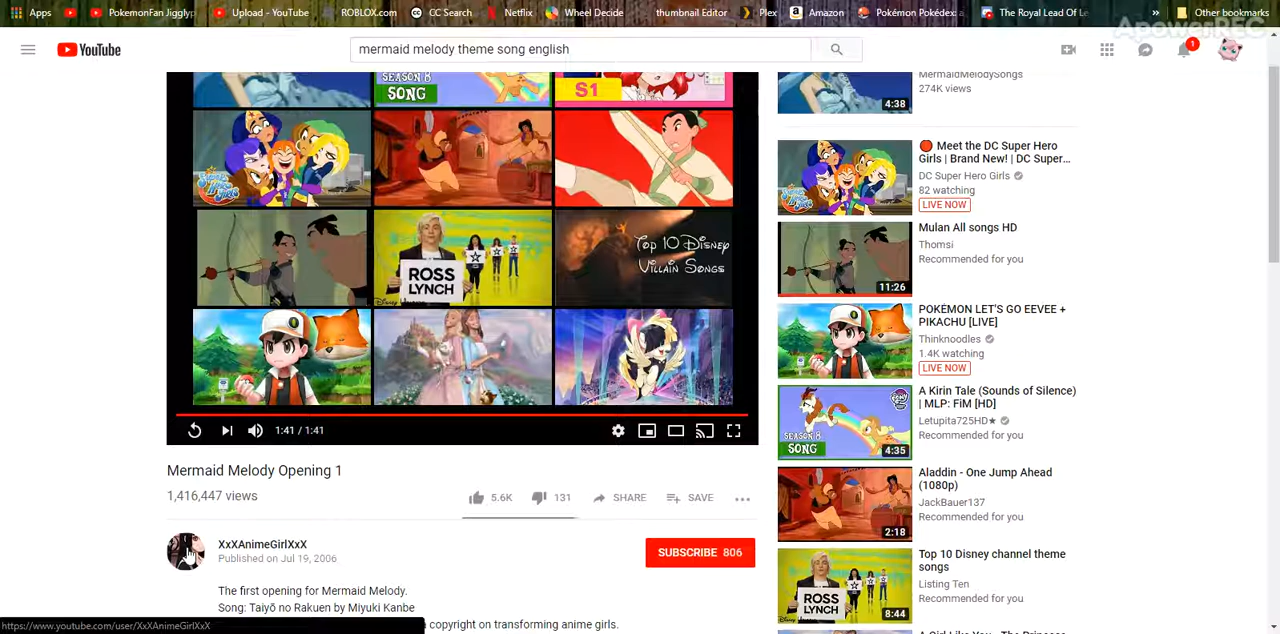 Apps
PokemonFan Jigglyp
Upload - YouTube
ROBLOX.com
CC Search
Netflix
Wheel Decide
thumbnail Editor
Plex
Amazon
Pokémon Pokédex: a
The Royal Lead Of Le
»
Other bookmarks
ApowerREC
YouTube
mermaid melody theme song english
1
SEASON 8
SONG
S1
ROSS
LYNCH
TOP 10 DISNEY
VILLAIN SONGS
1:41 / 1:41
Mermaid Melody Opening 1
1,416,447 views
5.6K
131
SHARE
SAVE
XxXAnimeGirlXxX
Published on Jul 19, 2006
SUBSCRIBE 806
The first opening for Mermaid Melody.
Song: Taiyō no Rakuen by Miyuki Kanbe
copyright on transforming anime girls.
https://www.youtube.com/user/XxXAnimeGirlXxX
MermaidMelodySongs
274K views
4:38
Meet the DC Super Hero
Girls | Brand New! | DC Super...
DC Super Hero Girls
82 watching
LIVE NOW
Mulan All songs HD
Thomsi
Recommended for you
11:26
POKÉMON LET'S GO EEVEE +
PIKACHU [LIVE]
Thinknoodles
1.4K watching
LIVE NOW
A Kirin Tale (Sounds of Silence)
| MLP: FiM [HD]
Letupita725HD★
Recommended for you
SEASON 8
SONG
4:35
Aladdin - One Jump Ahead
(1080p)
JackBauer137
Recommended for you
2:18
Top 10 Disney channel theme
songs
Listing Ten
Recommended for you
ROSS
LYNCH
8:44